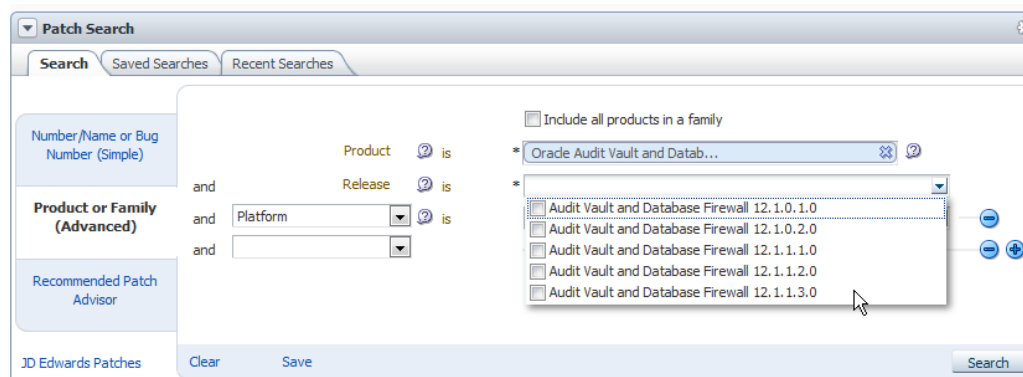 Patch Search
Search Saved Searches Recent Searches
Include all products in a family
Number/Name or Bug
Number (Simple)
Product is * Oracle Audit Vault and Datab...
and Release is *
Product or Family
(Advanced)
and Platform is
Audit Vault and Database Firewall 12.1.0.1.0
Audit Vault and Database Firewall 12.1.0.2.0
and
Audit Vault and Database Firewall 12.1.1.1.0
Audit Vault and Database Firewall 12.1.1.2.0
Audit Vault and Database Firewall 12.1.1.3.0
Recommended Patch
Advisor
JD Edwards Patches
Clear Save Search